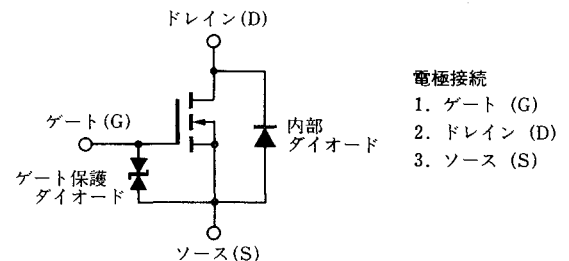 ドレイン(D)
ゲート(G)
内部
ダイオード
ゲート保護
ダイオード
ソース(S)
電極接続
1. ゲート (G)
2. ドレイン (D)
3. ソース (S)